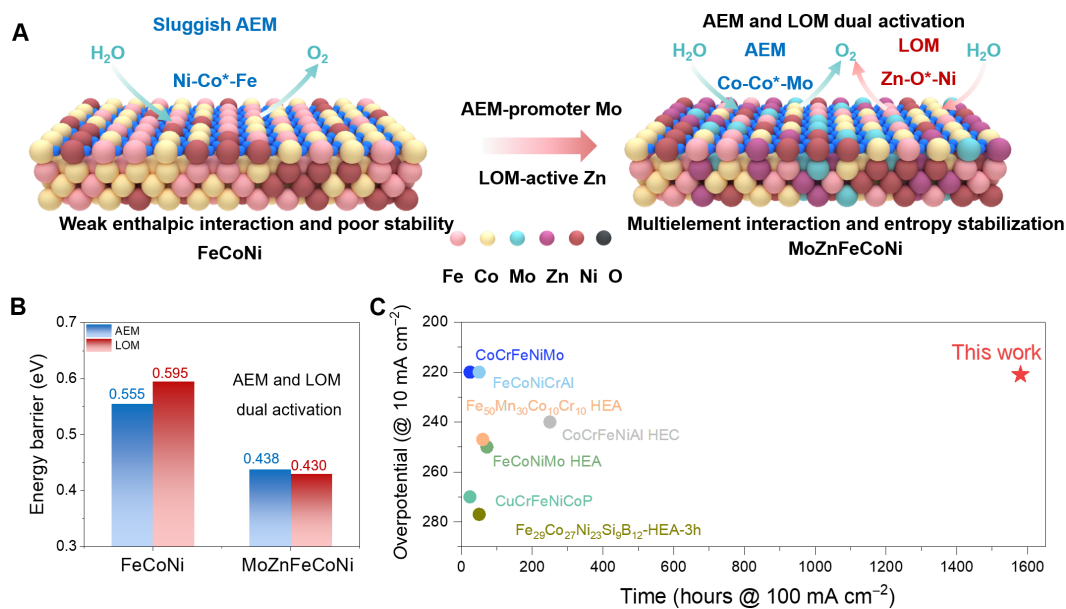 A
Sluggish AEM
H₂O
O₂
Ni-Co*-Fe
Weak enthalpic interaction and poor stability
FeCoNi
AEM-promoter Mo
LOM-active Zn
AEM and LOM dual activation
H₂O
AEM
O₂
LOM
H₂O
Co-Co*-Mo
Zn-O*-Ni
Multielement interaction and entropy stabilization
MoZnFeCoNi
Fe Co Mo Zn Ni O
B
Energy barrier (eV)
0.7
0.6
0.5
0.4
0.3
AEM
LOM
0.555
0.595
AEM and LOM
dual activation
0.438
0.430
FeCoNi
MoZnFeCoNi
C
Overpotential (@ 10 mA cm⁻²)
200
220
240
260
280
This work
CoCrFeNiMo
FeCoNiCrAl
Fe₅₀Mn₃₀Co₁₀Cr₁₀ HEA
CoCrFeNiAl HEC
FeCoNiMo HEA
CuCrFeNiCoP
Fe₂₉Co₂₇Ni₂₃Si₉B₁₂-HEA-3h
0 200 400 600 800 1000 1200 1400 1600
Time (hours @ 100 mA cm⁻²)